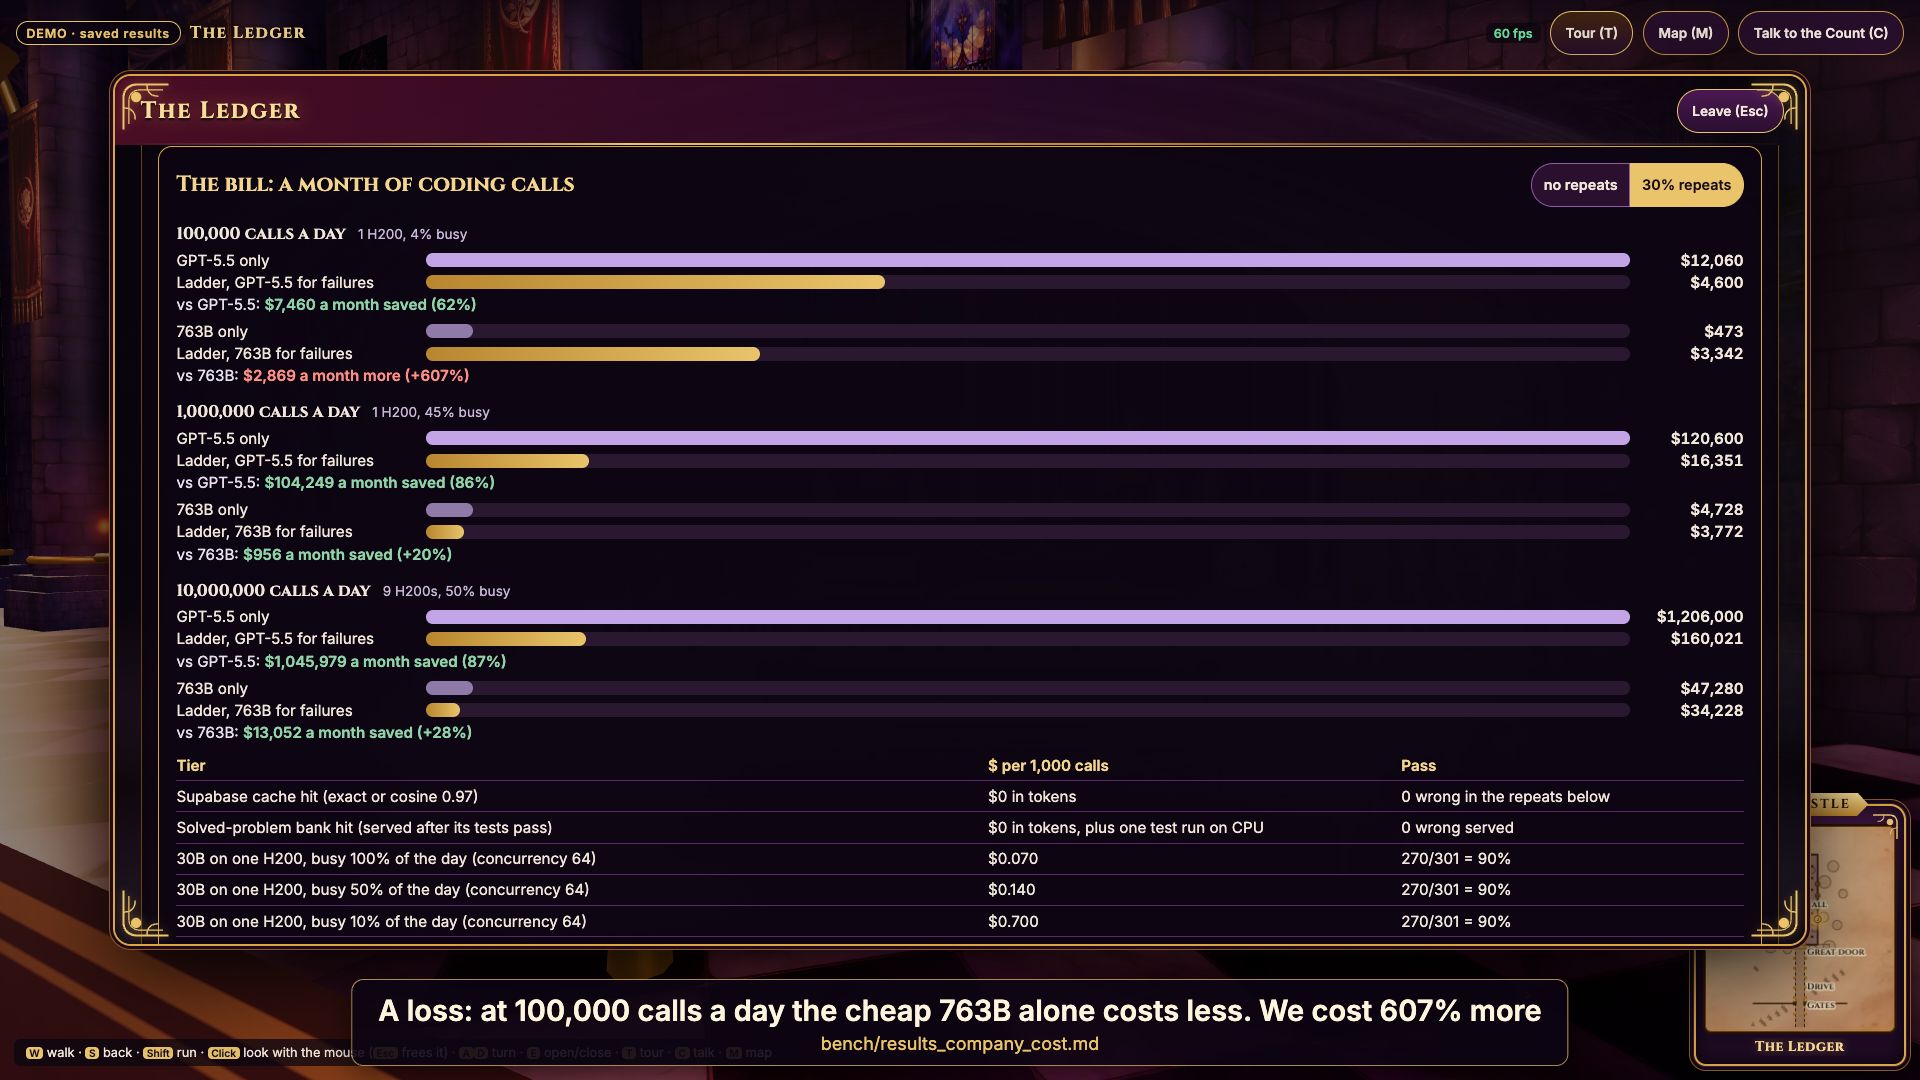 DEMO · saved results
THE LEDGER
60 fps
Tour (T)
Map (M)
Talk to the Count (C)
THE LEDGER
Leave (Esc)
THE BILL: A MONTH OF CODING CALLS
no repeats
30% repeats
100,000 CALLS A DAY 1 H200, 4% busy
GPT-5.5 only $12,060
Ladder, GPT-5.5 for failures $4,600
vs GPT-5.5: $7,460 a month saved (62%)
763B only $473
Ladder, 763B for failures $3,342
vs 763B: $2,869 a month more (+607%)
1,000,000 CALLS A DAY 1 H200, 45% busy
GPT-5.5 only $120,600
Ladder, GPT-5.5 for failures $16,351
vs GPT-5.5: $104,249 a month saved (86%)
763B only $4,728
Ladder, 763B for failures $3,772
vs 763B: $956 a month saved (+20%)
10,000,000 CALLS A DAY 9 H200s, 50% busy
GPT-5.5 only $1,206,000
Ladder, GPT-5.5 for failures $160,021
vs GPT-5.5: $1,045,979 a month saved (87%)
763B only $47,280
Ladder, 763B for failures $34,228
vs 763B: $13,052 a month saved (+28%)
Tier $ per 1,000 calls Pass
Supabase cache hit (exact or cosine 0.97) $0 in tokens 0 wrong in the repeats below
Solved-problem bank hit (served after its tests pass) $0 in tokens, plus one test run on CPU 0 wrong served
30B on one H200, busy 100% of the day (concurrency 64) $0.070 270/301 = 90%
30B on one H200, busy 50% of the day (concurrency 64) $0.140 270/301 = 90%
30B on one H200, busy 10% of the day (concurrency 64) $0.700 270/301 = 90%
STLE
ALL
GREAT DOOR
DRIVE
GATES
THE LEDGER
A loss: at 100,000 calls a day the cheap 763B alone costs less. We cost 607% more
bench/results_company_cost.md
W walk · S back · Shift run · Click look with the mouse (Esc frees it) · A D turn · E open/close · T tour · C talk · M map